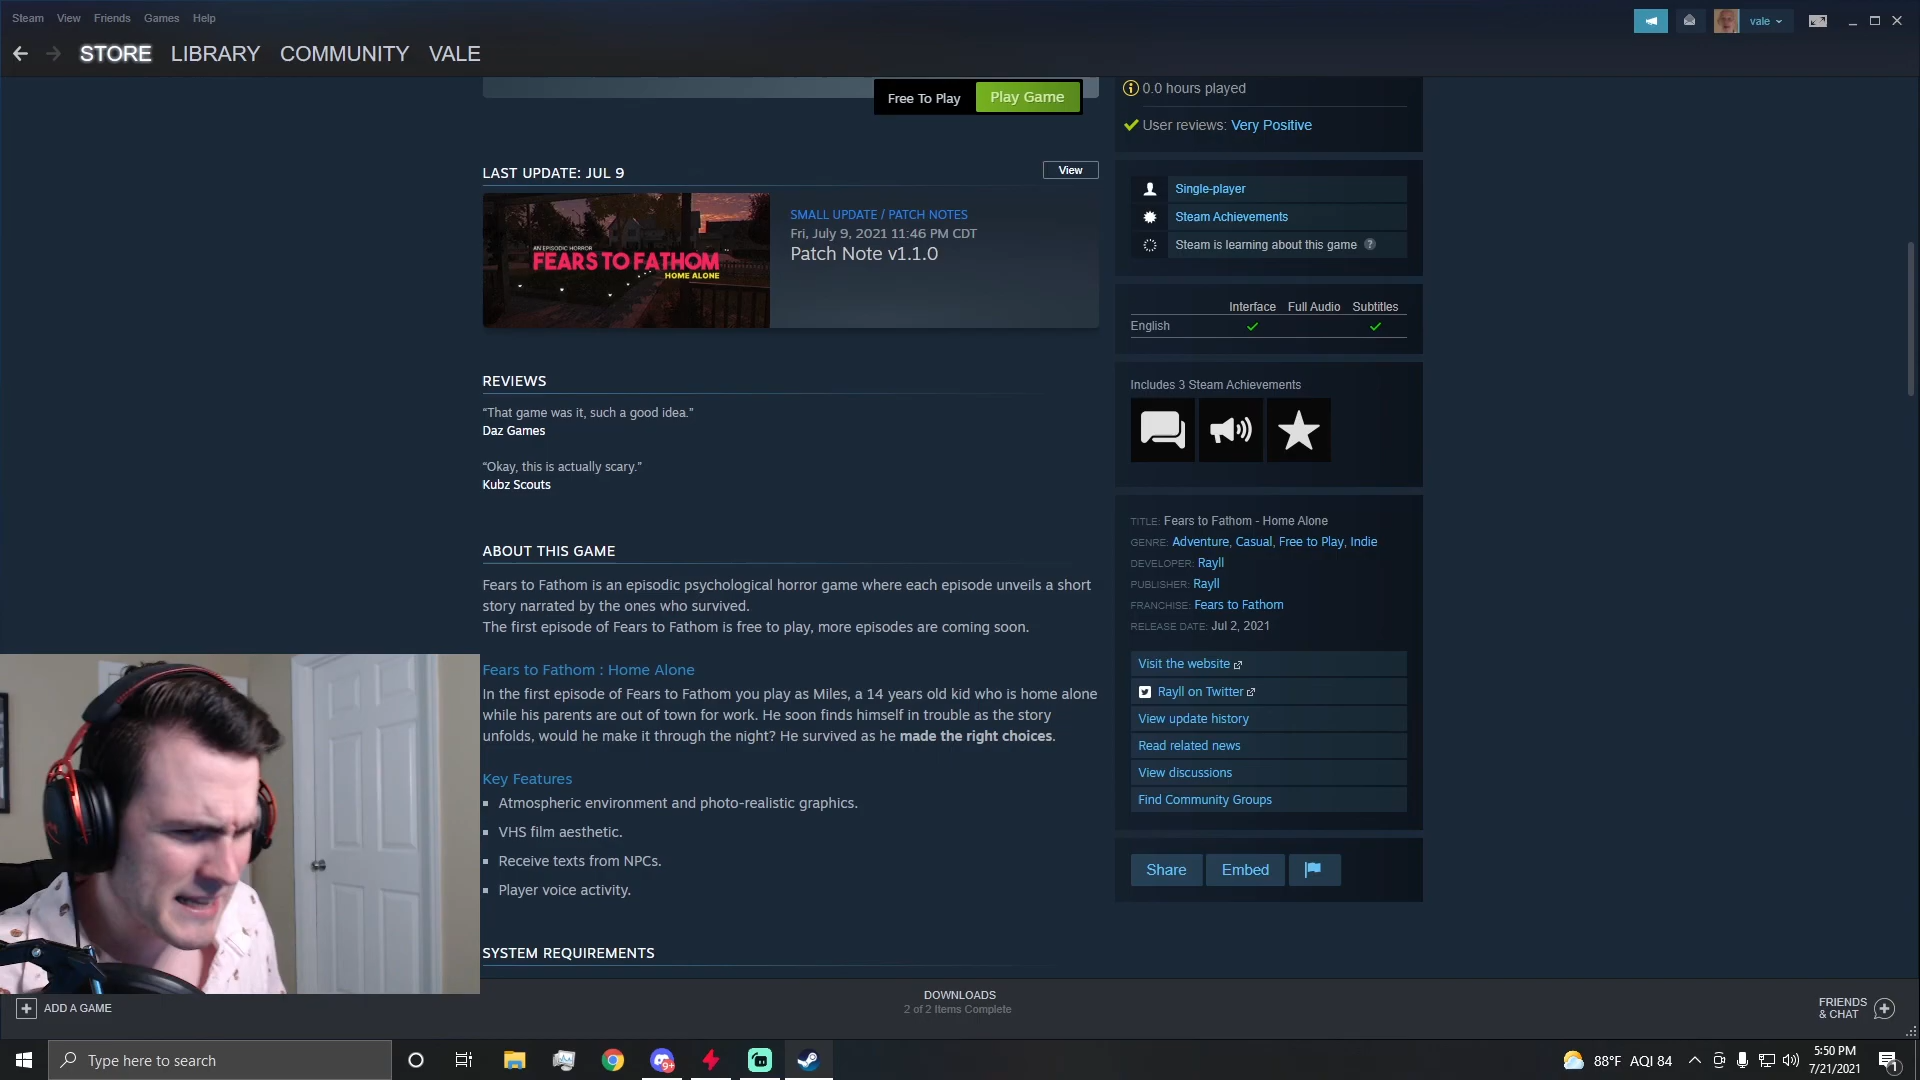 Steam View Friends Games Help
vale
STORE LIBRARY COMMUNITY VALE
Free To Play
Play Game
0.0 hours played
User reviews: Very Positive
LAST UPDATE: JUL 9
View
AN EPISODIC HORROR
FEARS TO FATHOM
HOME ALONE
SMALL UPDATE / PATCH NOTES
Fri, July 9, 2021 11:46 PM CDT
Patch Note v1.1.0
Single-player
Steam Achievements
Steam is learning about this game ?
Interface Full Audio Subtitles
English
REVIEWS
“That game was it, such a good idea.”
Daz Games
“Okay, this is actually scary.”
Kubz Scouts
Includes 3 Steam Achievements
ABOUT THIS GAME
Fears to Fathom is an episodic psychological horror game where each episode unveils a short
story narrated by the ones who survived.
The first episode of Fears to Fathom is free to play, more episodes are coming soon.
Fears to Fathom : Home Alone
In the first episode of Fears to Fathom you play as Miles, a 14 years old kid who is home alone
while his parents are out of town for work. He soon finds himself in trouble as the story
unfolds, would he make it through the night? He survived as he made the right choices.
Key Features
Atmospheric environment and photo-realistic graphics.
VHS film aesthetic.
Receive texts from NPCs.
Player voice activity.
SYSTEM REQUIREMENTS
TITLE: Fears to Fathom - Home Alone
GENRE: Adventure, Casual, Free to Play, Indie
DEVELOPER: Rayll
PUBLISHER: Rayll
FRANCHISE: Fears to Fathom
RELEASE DATE: Jul 2, 2021
Visit the website
Rayll on Twitter
View update history
Read related news
View discussions
Find Community Groups
Share
Embed
ADD A GAME
DOWNLOADS
2 of 2 Items Complete
FRIENDS
& CHAT
Type here to search
9+
88°F AQI 84
5:50 PM
7/21/2021
1